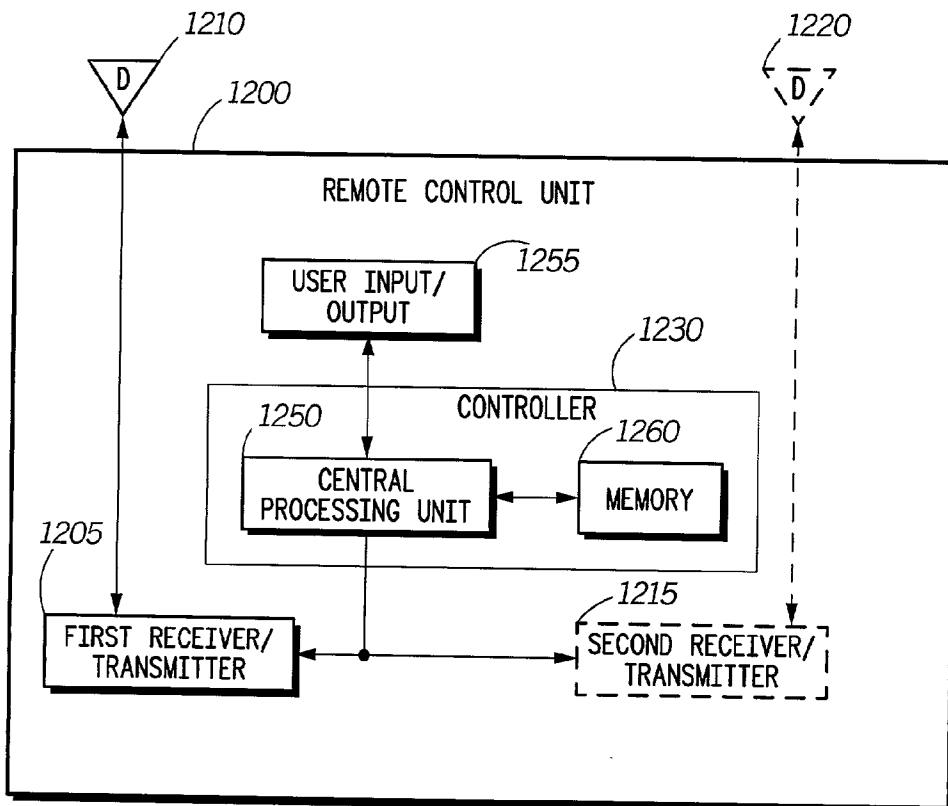 1210
D
1220
D
1200
REMOTE CONTROL UNIT
1255
USER INPUT/
OUTPUT
1230
CONTROLLER
1250
CENTRAL
PROCESSING UNIT
1260
MEMORY
1205
FIRST RECEIVER/
TRANSMITTER
1215
SECOND RECEIVER/
TRANSMITTER